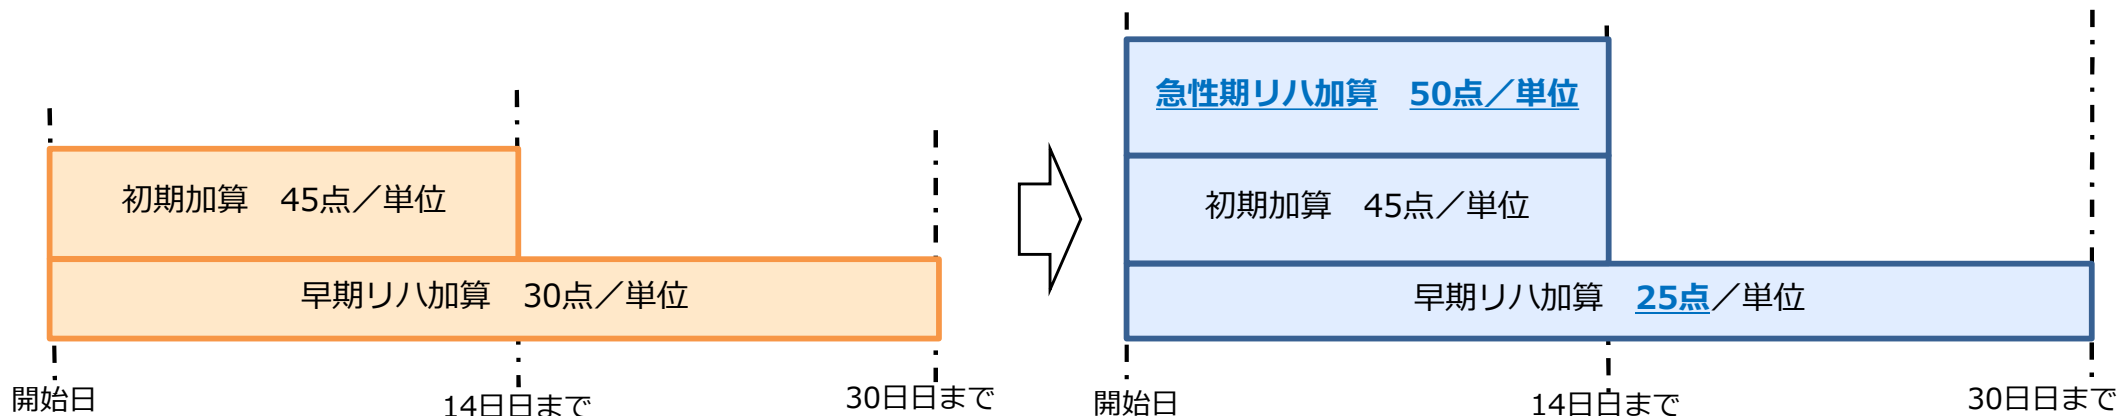 初期加算　45点／単位
早期リハ加算　30点／単位
開始日
14日日まで
30日日まで
急性期リハ加算　50点／単位
初期加算　45点／単位
早期リハ加算　25点／単位
開始日
14日日まで
30日日まで